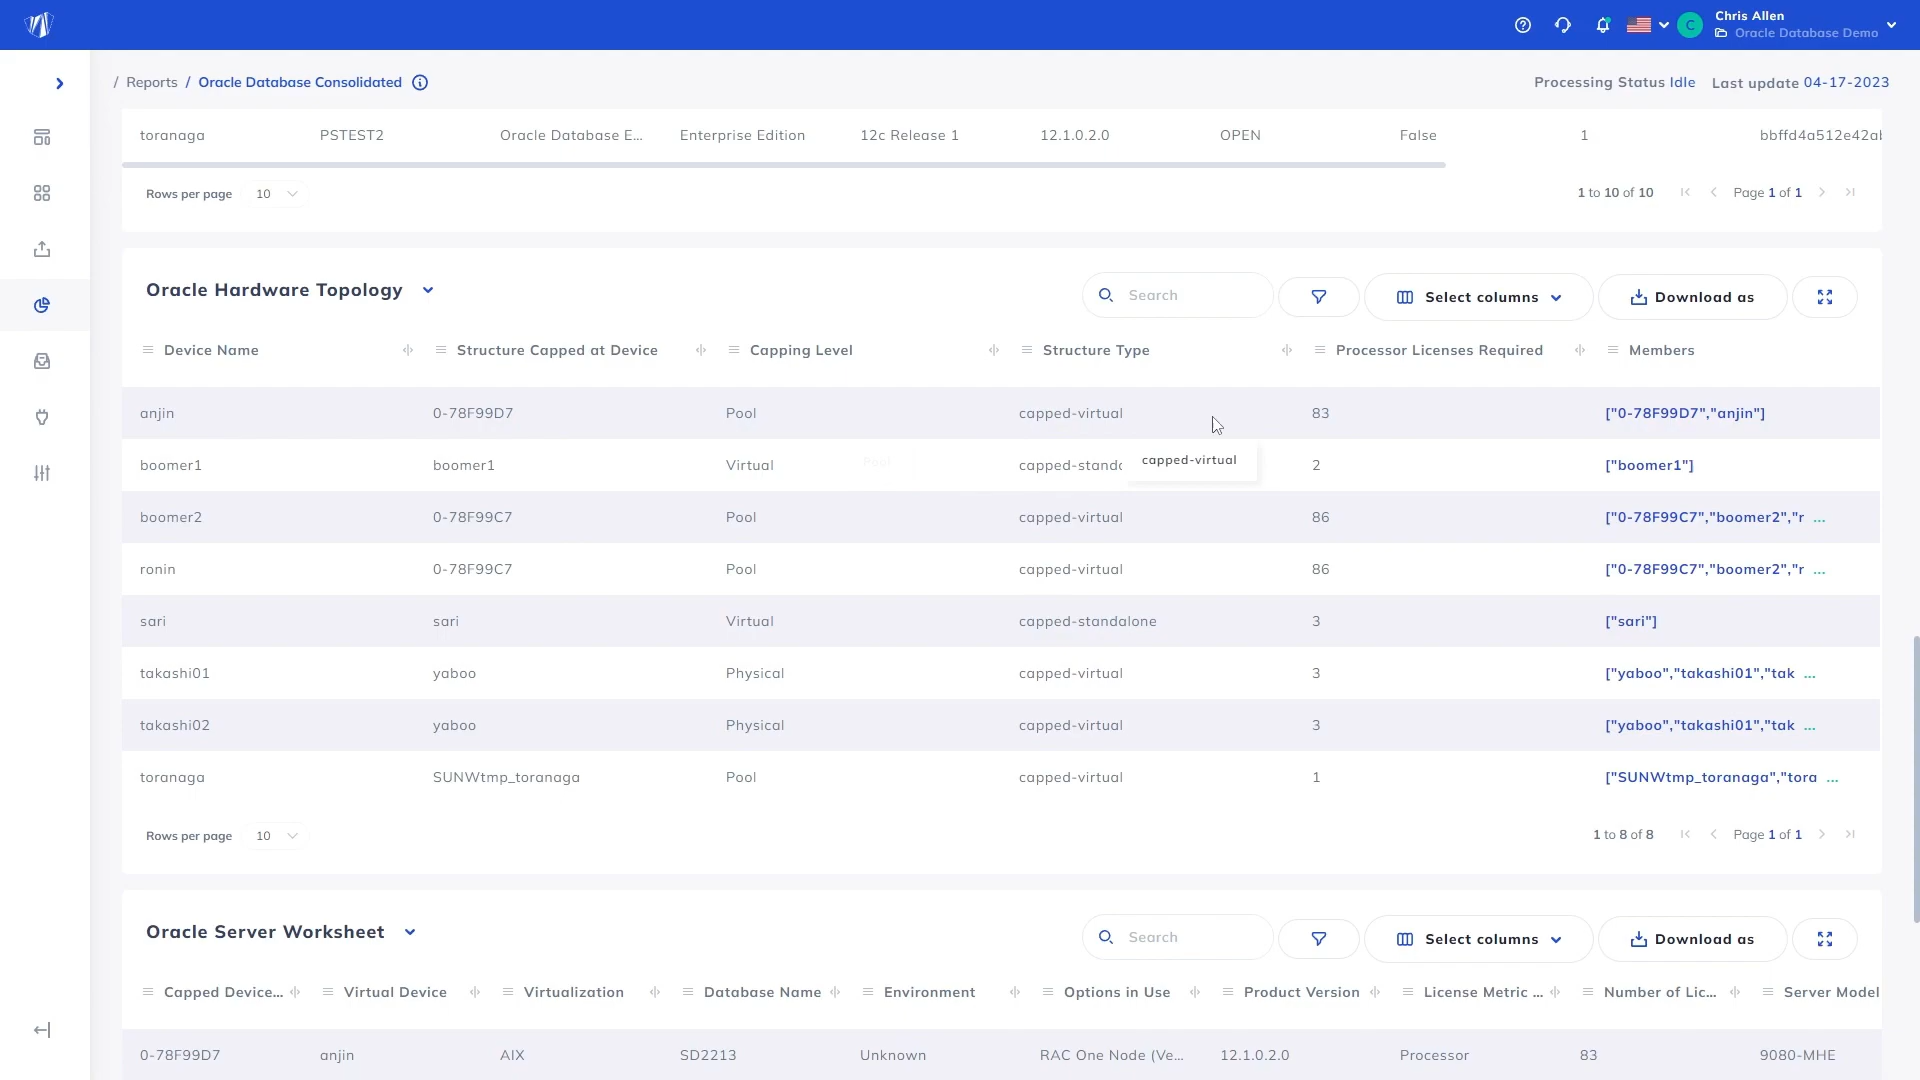 Chris Allen
C
Oracle Database Demo
/ Reports / Oracle Database Consolidated
Processing Status Idle Last update 04-17-2023
toranaga PSTEST2 Oracle Database E... Enterprise Edition 12c Release 1 12.1.0.2.0 OPEN False 1 bbffd4a512e42ab
Rows per page 10 1 to 10 of 10 Page 1 of 1
Oracle Hardware Topology Search Select columns Download as
Device Name Structure Capped at Device Capping Level Structure Type Processor Licenses Required Members
anjin 0-78F99D7 Pool capped-virtual 83 ["0-78F99D7","anjin"]
boomer1 boomer1 Virtual Pool capped-standa capped-virtual 2 ["boomer1"]
boomer2 0-78F99C7 Pool capped-virtual 86 ["0-78F99C7","boomer2","r ...
ronin 0-78F99C7 Pool capped-virtual 86 ["0-78F99C7","boomer2","r ...
sari sari Virtual capped-standalone 3 ["sari"]
takashi01 yaboo Physical capped-virtual 3 ["yaboo","takashi01","tak ...
takashi02 yaboo Physical capped-virtual 3 ["yaboo","takashi01","tak ...
toranaga SUNWtmp_toranaga Pool capped-virtual 1 ["SUNWtmp_toranaga","tora ...
Rows per page 10 1 to 8 of 8 Page 1 of 1
Oracle Server Worksheet Search Select columns Download as
Capped Device... Virtual Device Virtualization Database Name Environment Options in Use Product Version License Metric ... Number of Lic... Server Model
0-78F99D7 anjin AIX SD2213 Unknown RAC One Node (Ve... 12.1.0.2.0 Processor 83 9080-MHE